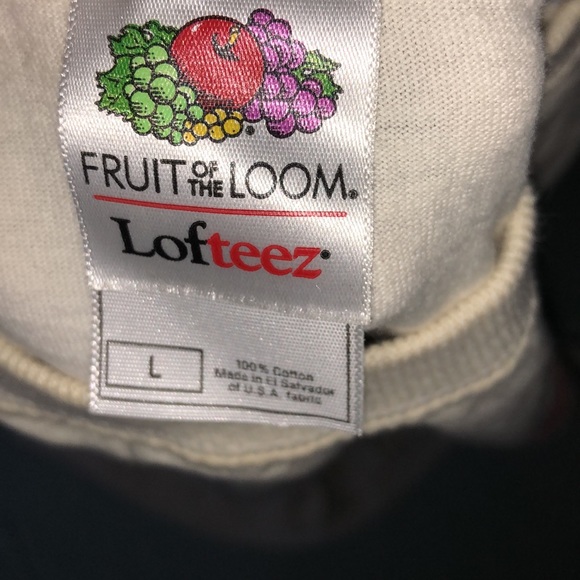 FRUIT OF THE LOOM®
Lofteez
L
100% Cotton
Made in El Salvador
of U.S.A. fabric